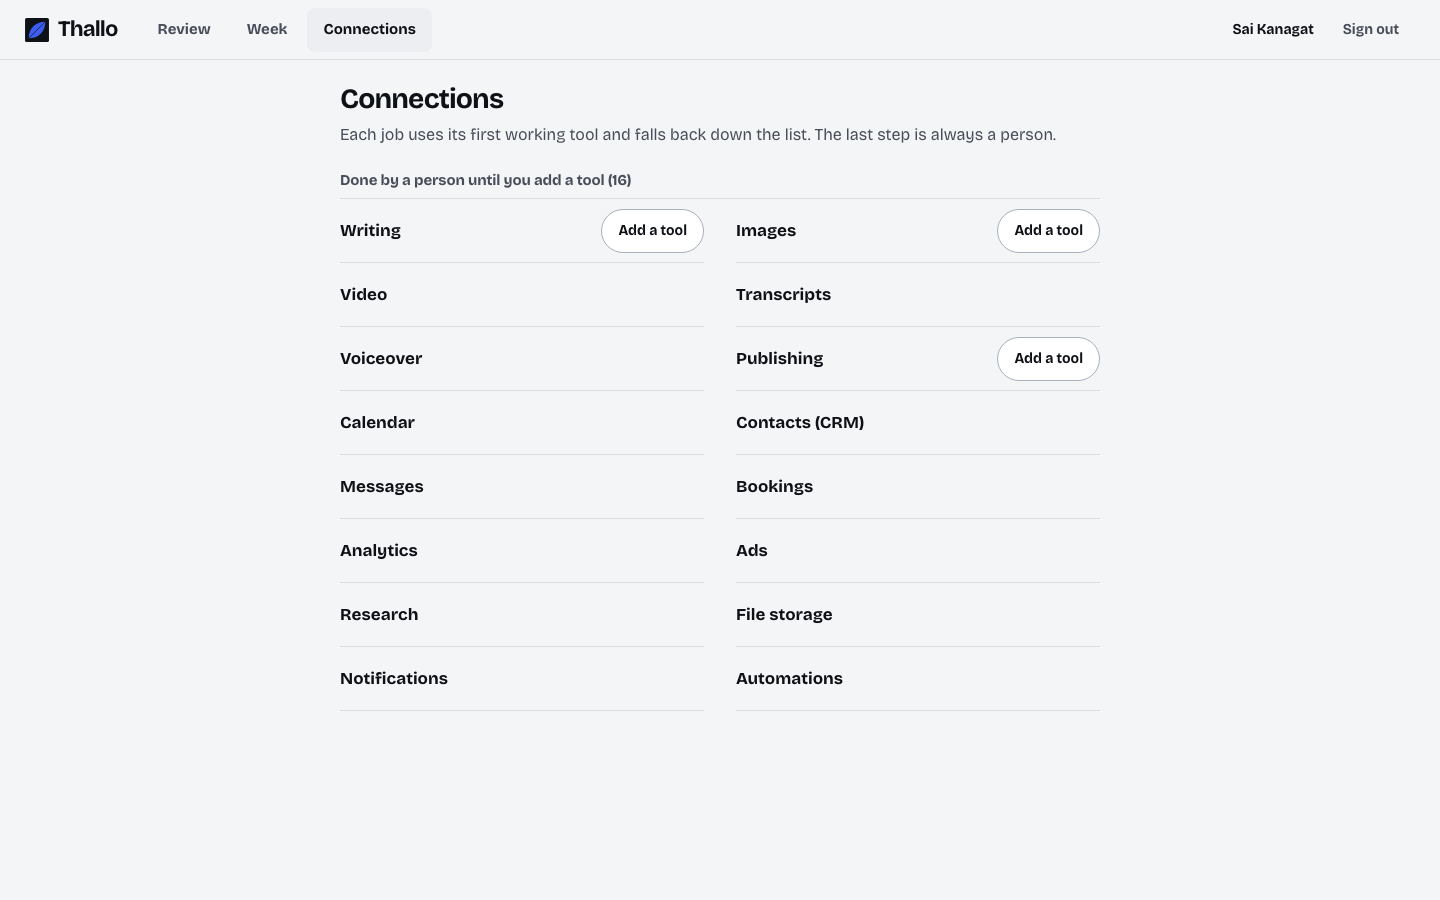 Thallo
Review
Week
Connections
Sai Kanagat
Sign out
Connections
Each job uses its first working tool and falls back down the list. The last step is always a person.
Done by a person until you add a tool (16)
Writing
Add a tool
Images
Add a tool
Video
Transcripts
Voiceover
Publishing
Add a tool
Calendar
Contacts (CRM)
Messages
Bookings
Analytics
Ads
Research
File storage
Notifications
Automations